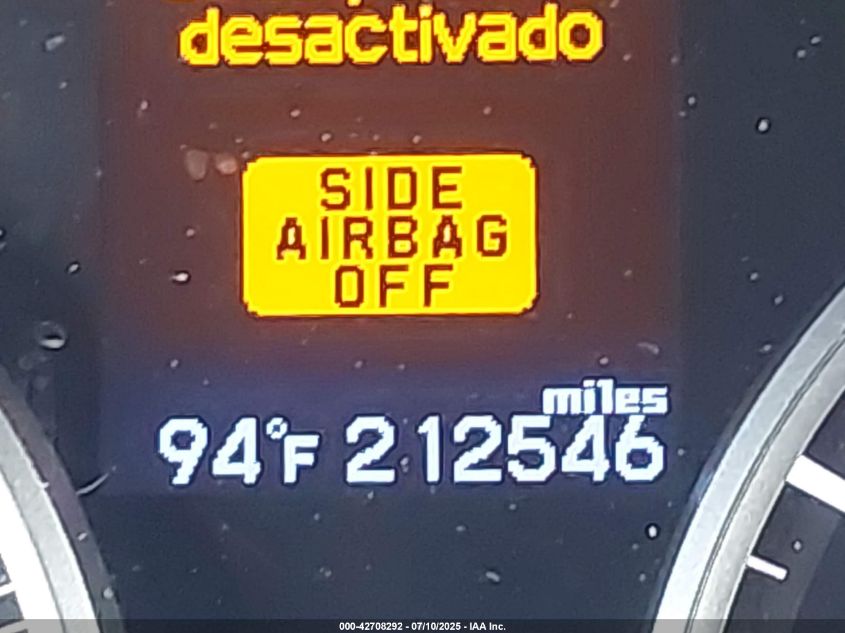 desactivado
SIDE
AIRBAG
OFF
miles
94°F 212546
000-42708292 - 07/10/2025 - IAA Inc.